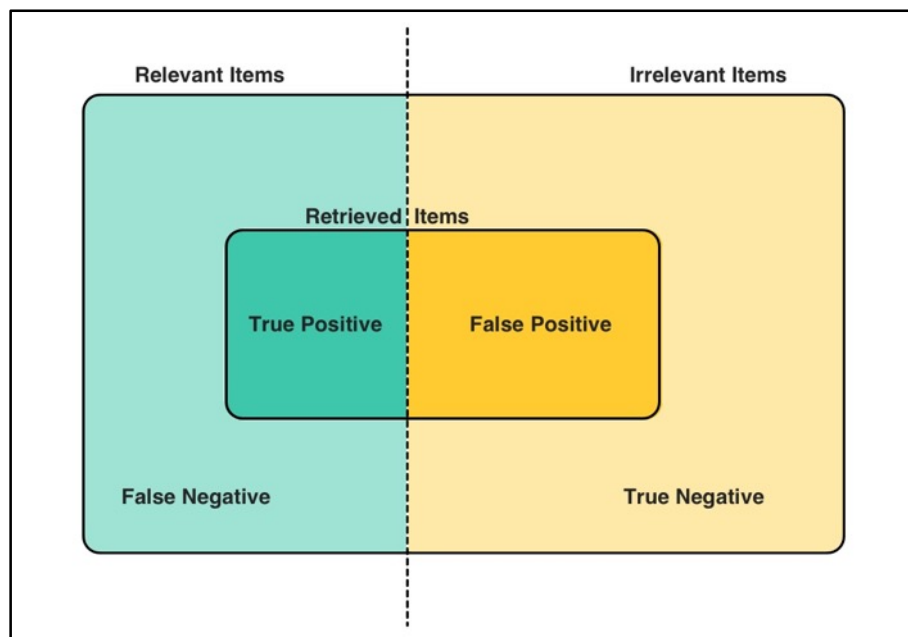 Relevant Items
Irrelevant Items
Retrieved Items
True Positive
False Positive
False Negative
True Negative